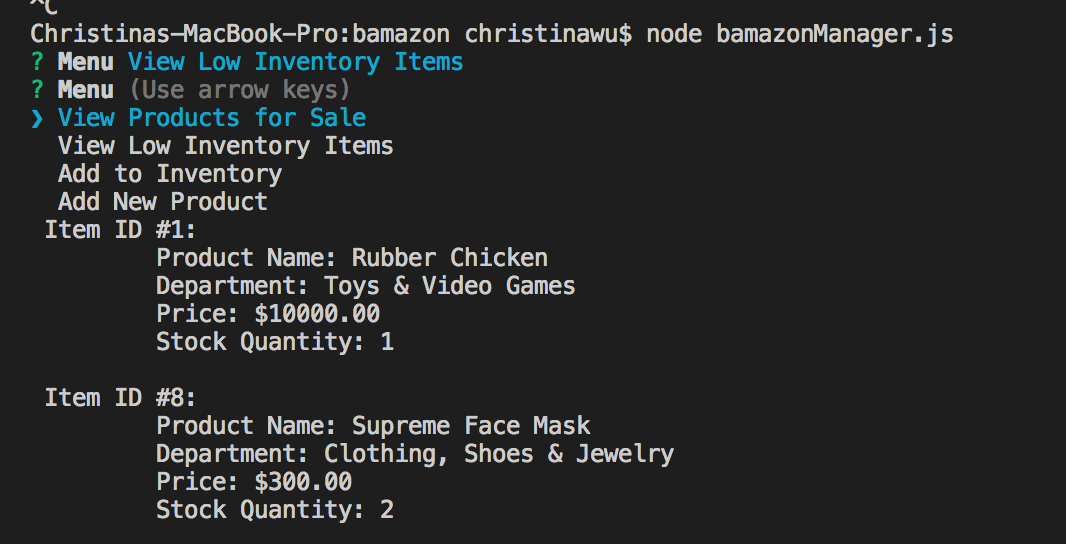 ^C
Christinas-MacBook-Pro:bamazon christinawu$ node bamazonManager.js
? Menu View Low Inventory Items
? Menu (Use arrow keys)
❯ View Products for Sale
View Low Inventory Items
Add to Inventory
Add New Product
Item ID #1:
Product Name: Rubber Chicken
Department: Toys & Video Games
Price: $10000.00
Stock Quantity: 1
Item ID #8:
Product Name: Supreme Face Mask
Department: Clothing, Shoes & Jewelry
Price: $300.00
Stock Quantity: 2